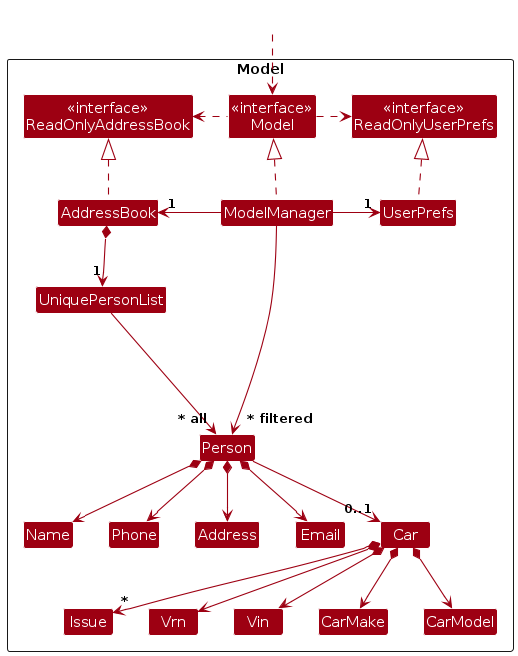 Model
«interface»
ReadOnlyAddressBook
«interface»
Model
«interface»
ReadOnlyUserPrefs
AddressBook
1
ModelManager
1
UserPrefs
1
UniquePersonList
* all
* filtered
Person
0..1
Name
Phone
Address
Email
Car
*
Issue
Vrn
Vin
CarMake
CarModel